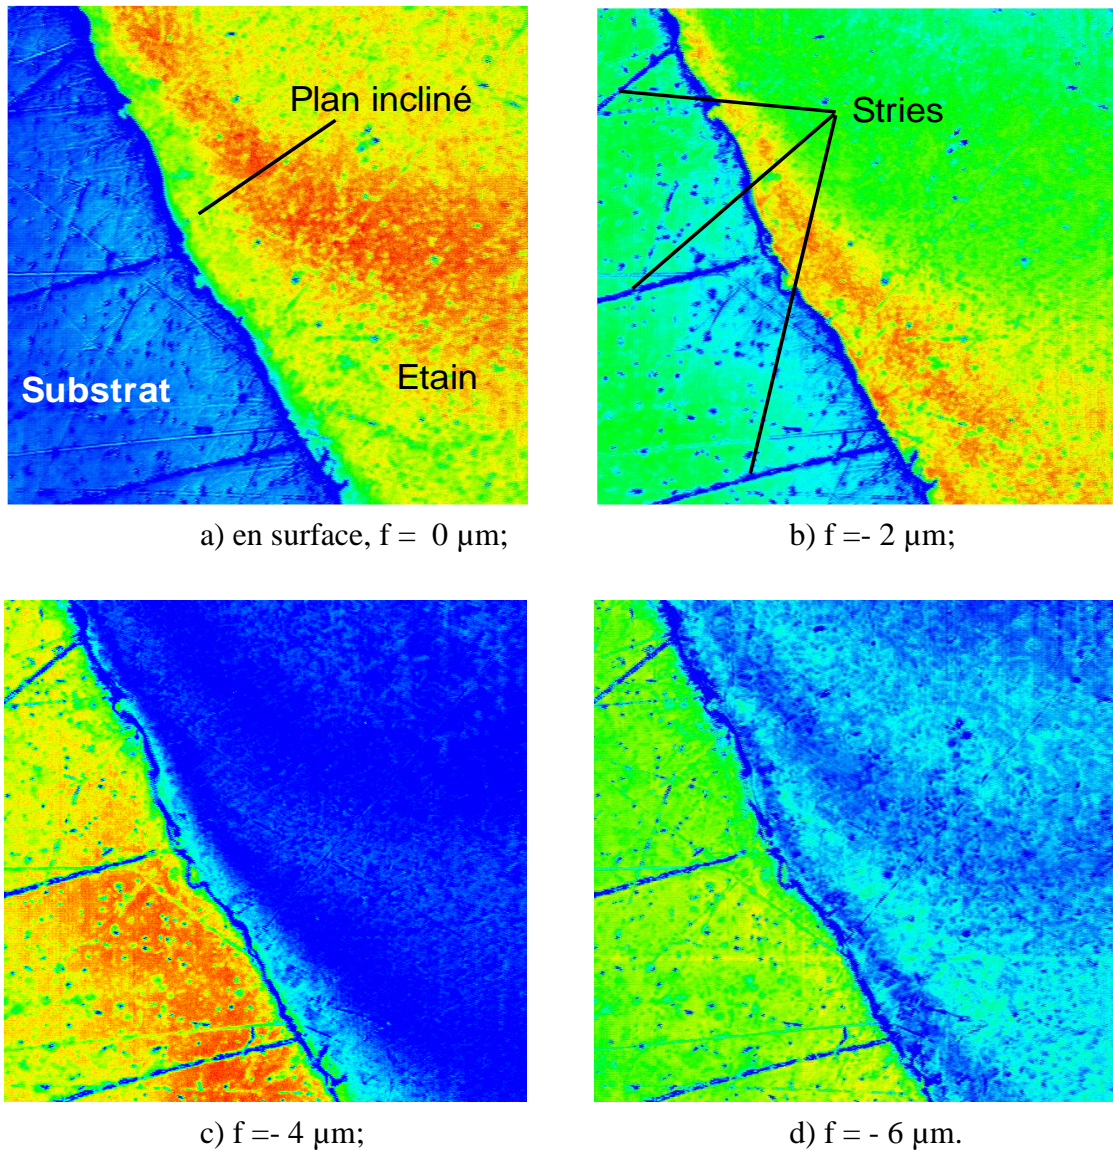 Plan incliné
Stries
Etain
Substrat
a) en surface, f =  0 µm;
b) f =- 2 µm;
c) f =- 4 µm;
d) f = - 6 µm.